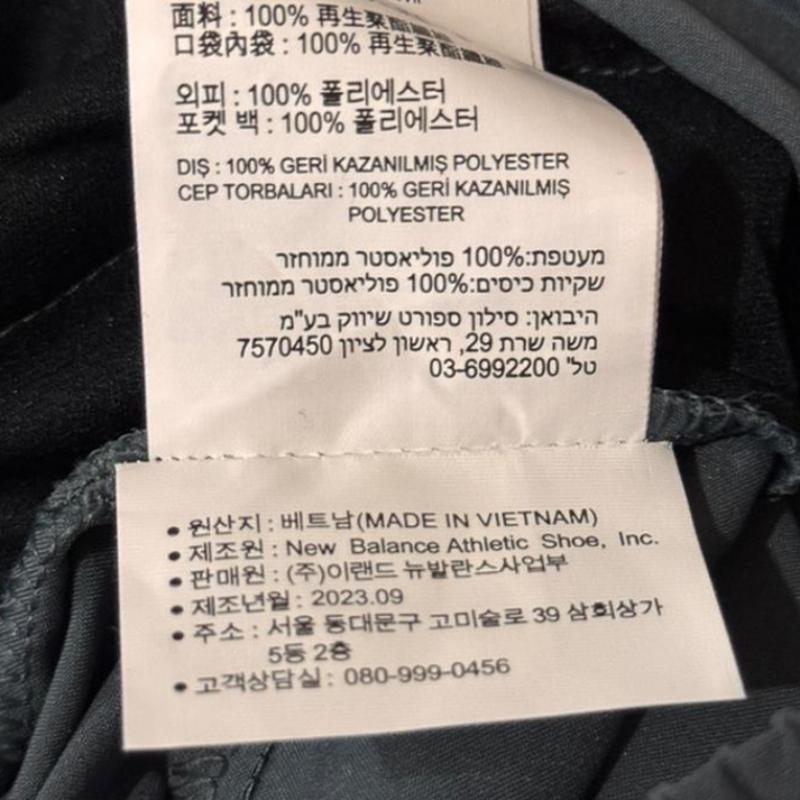 面料 : 100% 再生聚酯纖維
口袋內袋 : 100% 再生聚酯纖維
외피 : 100% 폴리에스터
포켓 백 : 100% 폴리에스터
DIŞ : 100% GERİ KAZANILMIŞ POLYESTER
CEP TORBALARI : 100% GERİ KAZANILMIŞ
POLYESTER
מעטפת:100% פוליאסטר ממוחזר
שקיות כיסים:100% פוליאסטר ממוחזר
היבואן: סילון ספורט שיווק בע"מ
משה שרת 29, ראשון לציון 7570450
טל' 03-6992200
• 원산지 : 베트남(MADE IN VIETNAM)
• 제조원 : New Balance Athletic Shoe, Inc.
• 판매원 : (주)이랜드 뉴발란스사업부
• 제조년월 : 2023.09
• 주소 : 서울 동대문구 고미술로 39 삼희상가
5동 2층
• 고객상담실 : 080-999-0456